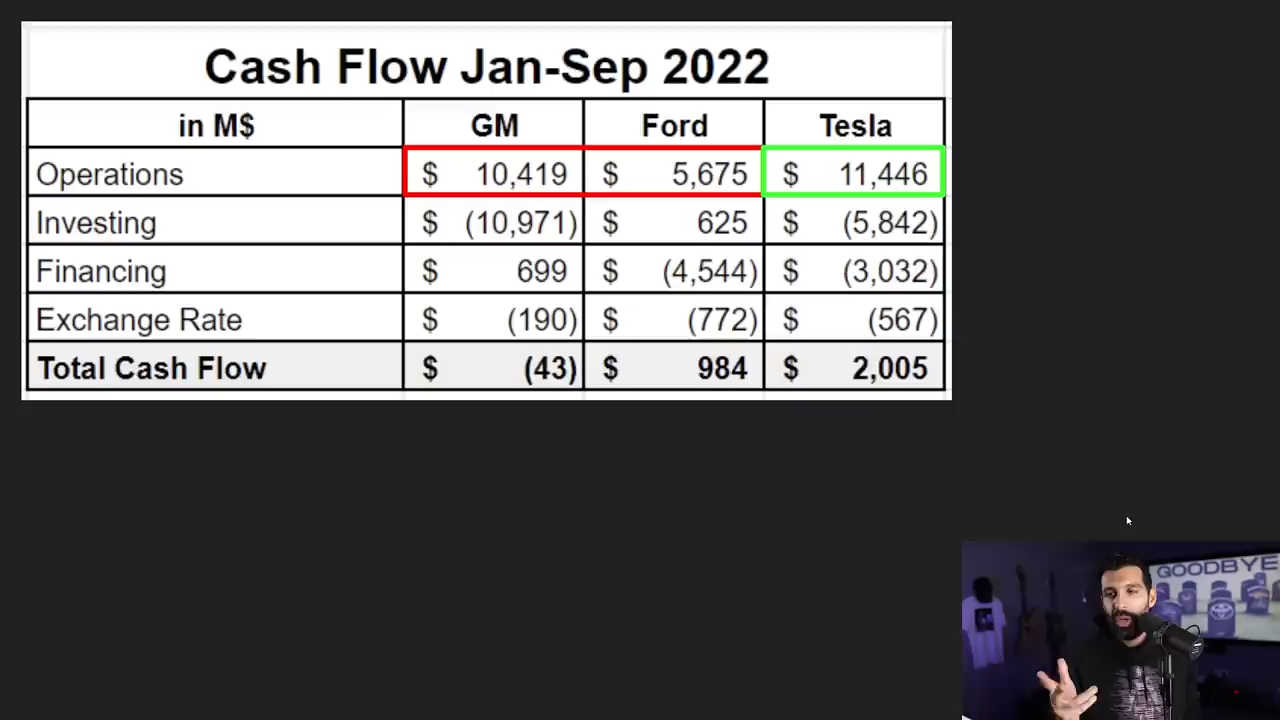 Cash Flow Jan-Sep 2022
in M$ GM Ford Tesla
Operations $ 10,419 $ 5,675 $ 11,446
Investing $ (10,971) $ 625 $ (5,842)
Financing $ 699 $ (4,544) $ (3,032)
Exchange Rate $ (190) $ (772) $ (567)
Total Cash Flow $ (43) $ 984 $ 2,005
GOODBYE